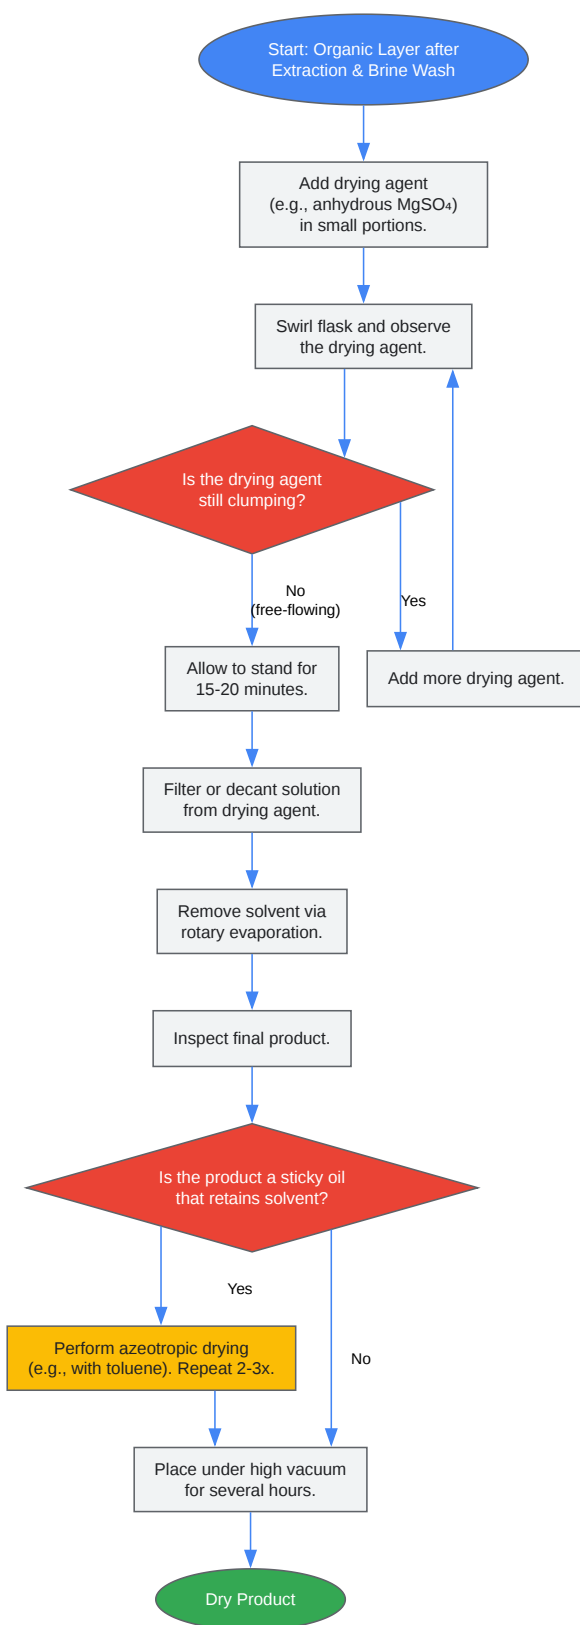 Start: Organic Layer after
Extraction & Brine Wash
Add drying agent
(e.g., anhydrous MgSO₄)
in small portions.
Swirl flask and observe
the drying agent.
Is the drying agent
still clumping?
No
(free-flowing)
Yes
Allow to stand for
15-20 minutes.
Add more drying agent.
Filter or decant solution
from drying agent.
Remove solvent via
rotary evaporation.
Inspect final product.
Is the product a sticky oil
that retains solvent?
Yes
Perform azeotropic drying
(e.g., with toluene). Repeat 2-3x.
No
Place under high vacuum
for several hours.
Dry Product